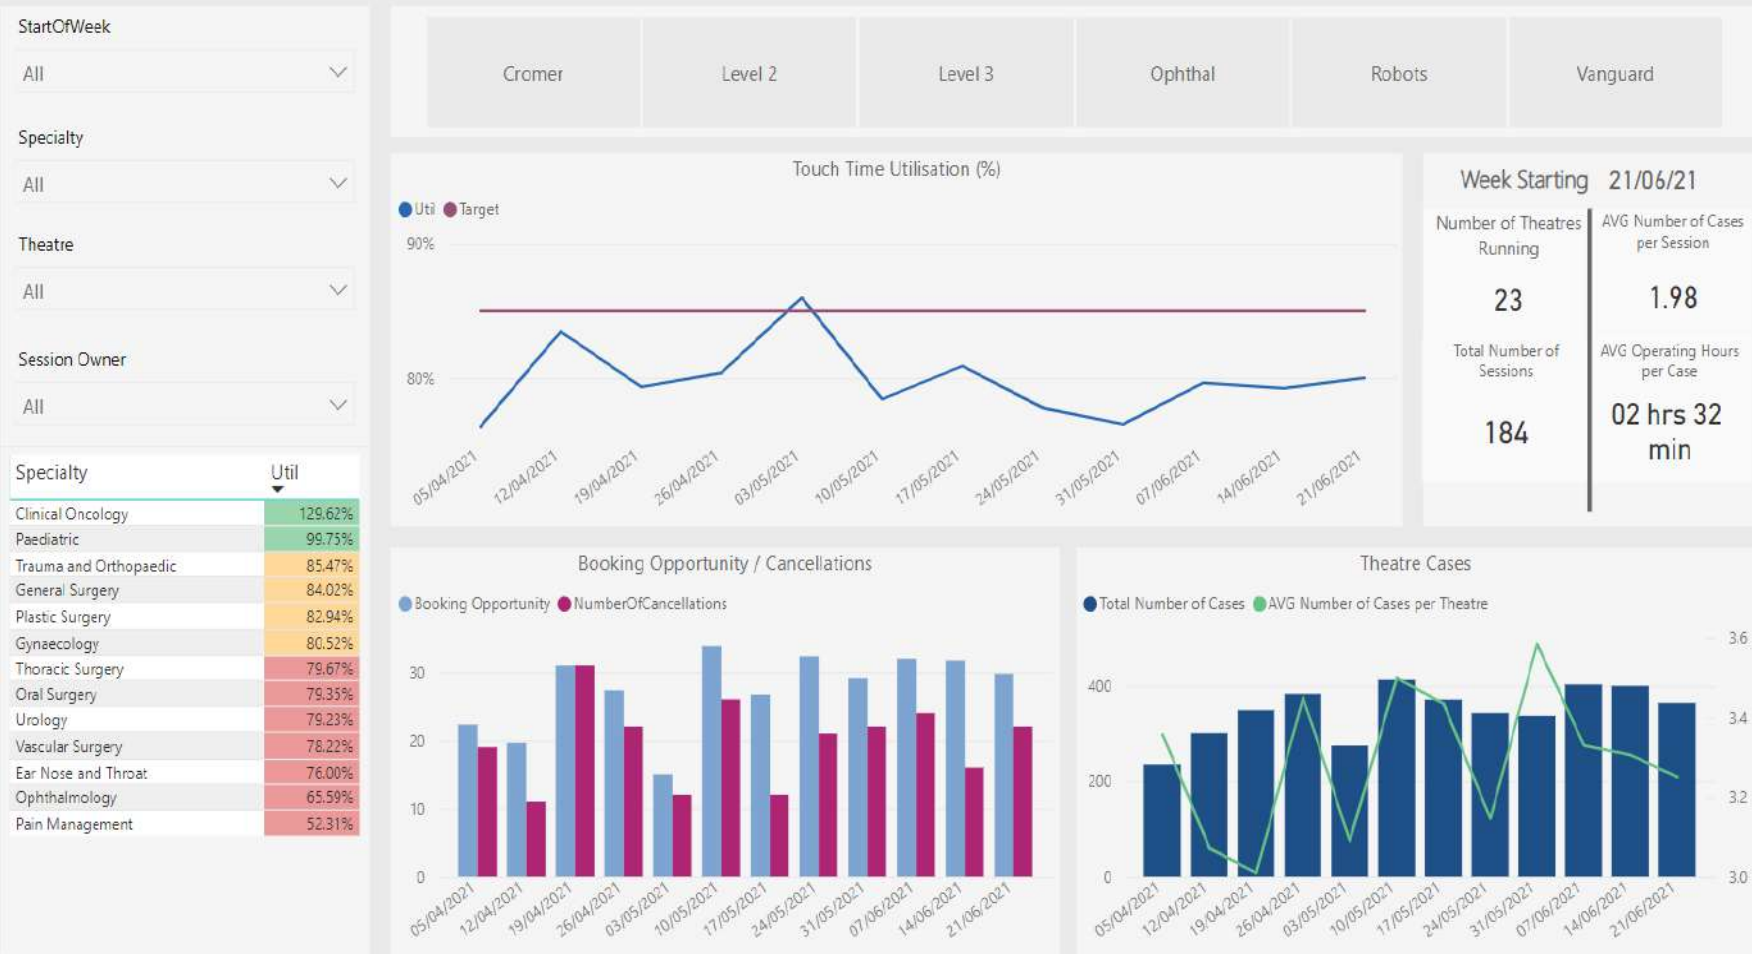 StartOfWeek
All
Specialty
All
Theatre
All
Session Owner
All
Specialty Util
Clinical Oncology 129.62%
Paediatric 99.75%
Trauma and Orthopaedic 85.47%
General Surgery 84.02%
Plastic Surgery 82.94%
Gynaecology 80.52%
Thoracic Surgery 79.67%
Oral Surgery 79.35%
Urology 79.23%
Vascular Surgery 78.22%
Ear Nose and Throat 76.00%
Ophthalmology 65.59%
Pain Management 52.31%
Cromer Level 2 Level 3 Ophthal Robots Vanguard
Touch Time Utilisation (%)
Util Target
90%
80%
05/04/2021 12/04/2021 19/04/2021 26/04/2021 03/05/2021 10/05/2021 17/05/2021 24/05/2021 31/05/2021 07/06/2021 14/06/2021 21/06/2021
Week Starting 21/06/21
Number of Theatres
Running
23
AVG Number of Cases
per Session
1.98
Total Number of
Sessions
184
AVG Operating Hours
per Case
02 hrs 32
min
Booking Opportunity / Cancellations
Booking Opportunity NumberOfCancellations
30
20
10
0
05/04/2021 12/04/2021 19/04/2021 26/04/2021 03/05/2021 10/05/2021 17/05/2021 24/05/2021 31/05/2021 07/06/2021 14/06/2021 21/06/2021
Theatre Cases
Total Number of Cases AVG Number of Cases per Theatre
400
200
0
3.6
3.4
3.2
3.0
05/04/2021 12/04/2021 19/04/2021 26/04/2021 03/05/2021 10/05/2021 17/05/2021 24/05/2021 31/05/2021 07/06/2021 14/06/2021 21/06/2021